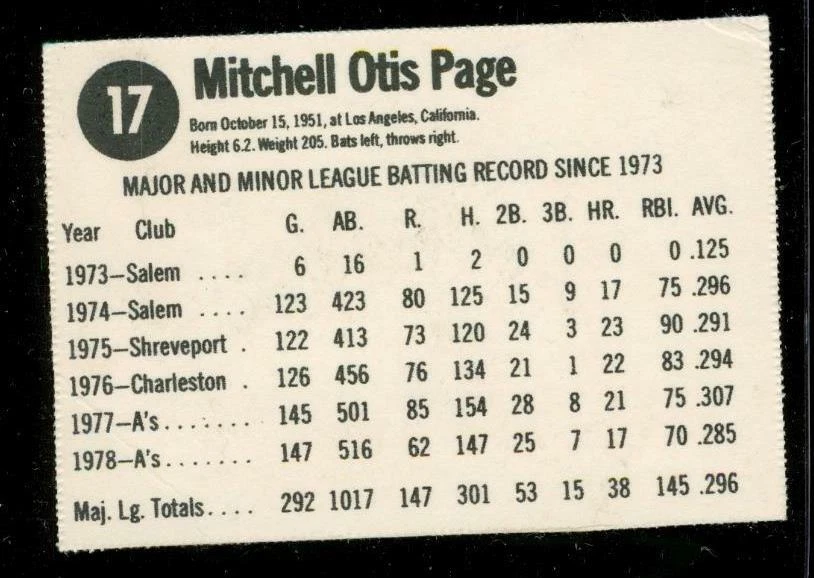 17
Mitchell Otis Page
Born October 15, 1951, at Los Angeles, California.
Height 6.2. Weight 205. Bats left, throws right.
MAJOR AND MINOR LEAGUE BATTING RECORD SINCE 1973
Year Club G. AB. R. H. 2B. 3B. HR. RBI. AVG.
1973—Salem .... 6 16 1 2 0 0 0 0 .125
1974—Salem .... 123 423 80 125 15 9 17 75 .296
1975—Shreveport . 122 413 73 120 24 3 23 90 .291
1976—Charleston . 126 456 76 134 21 1 22 83 .294
1977—A's....... 145 501 85 154 28 8 21 75 .307
1978—A's....... 147 516 62 147 25 7 17 70 .285
Maj. Lg. Totals.... 292 1017 147 301 53 15 38 145 .296